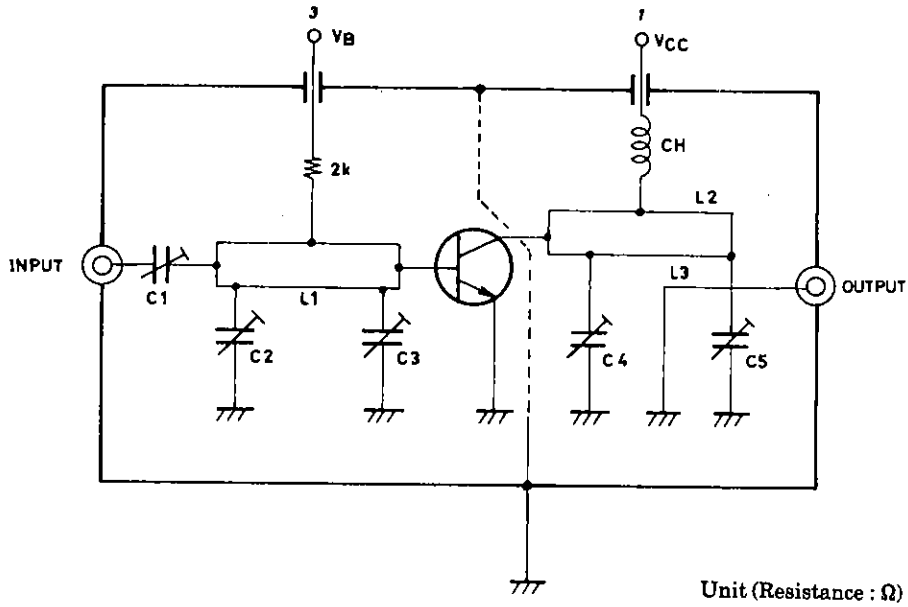 3
VB
1
VCC
CH
2k
L2
INPUT
C1
L1
L3
OUTPUT
C2
C3
C4
C5
Unit (Resistance : Ω)